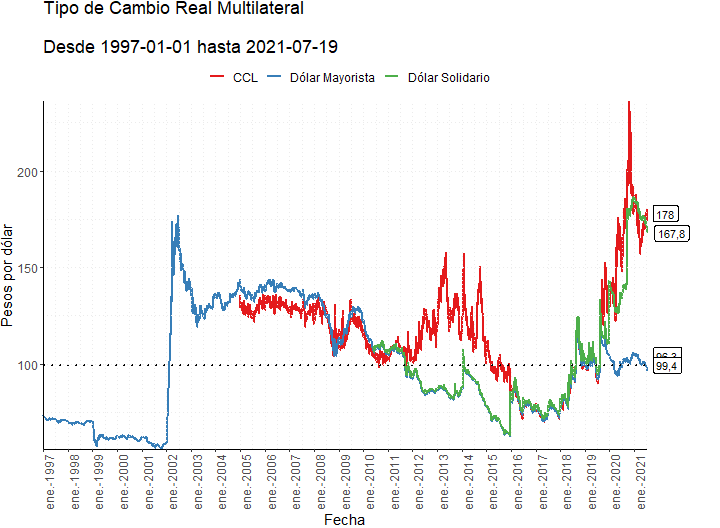 Tipo de Cambio Real Multilateral
Desde 1997-01-01 hasta 2021-07-19
CCL Dólar Mayorista Dólar Solidario
Pesos por dólar
200
150
100
178
167,8
99,4
ene.-1997
ene.-1998
ene.-1999
ene.-2000
ene.-2001
ene.-2002
ene.-2003
ene.-2004
ene.-2005
ene.-2006
ene.-2007
ene.-2008
ene.-2009
ene.-2010
ene.-2011
ene.-2012
ene.-2013
ene.-2014
ene.-2015
ene.-2016
ene.-2017
ene.-2018
ene.-2019
ene.-2020
ene.-2021
Fecha